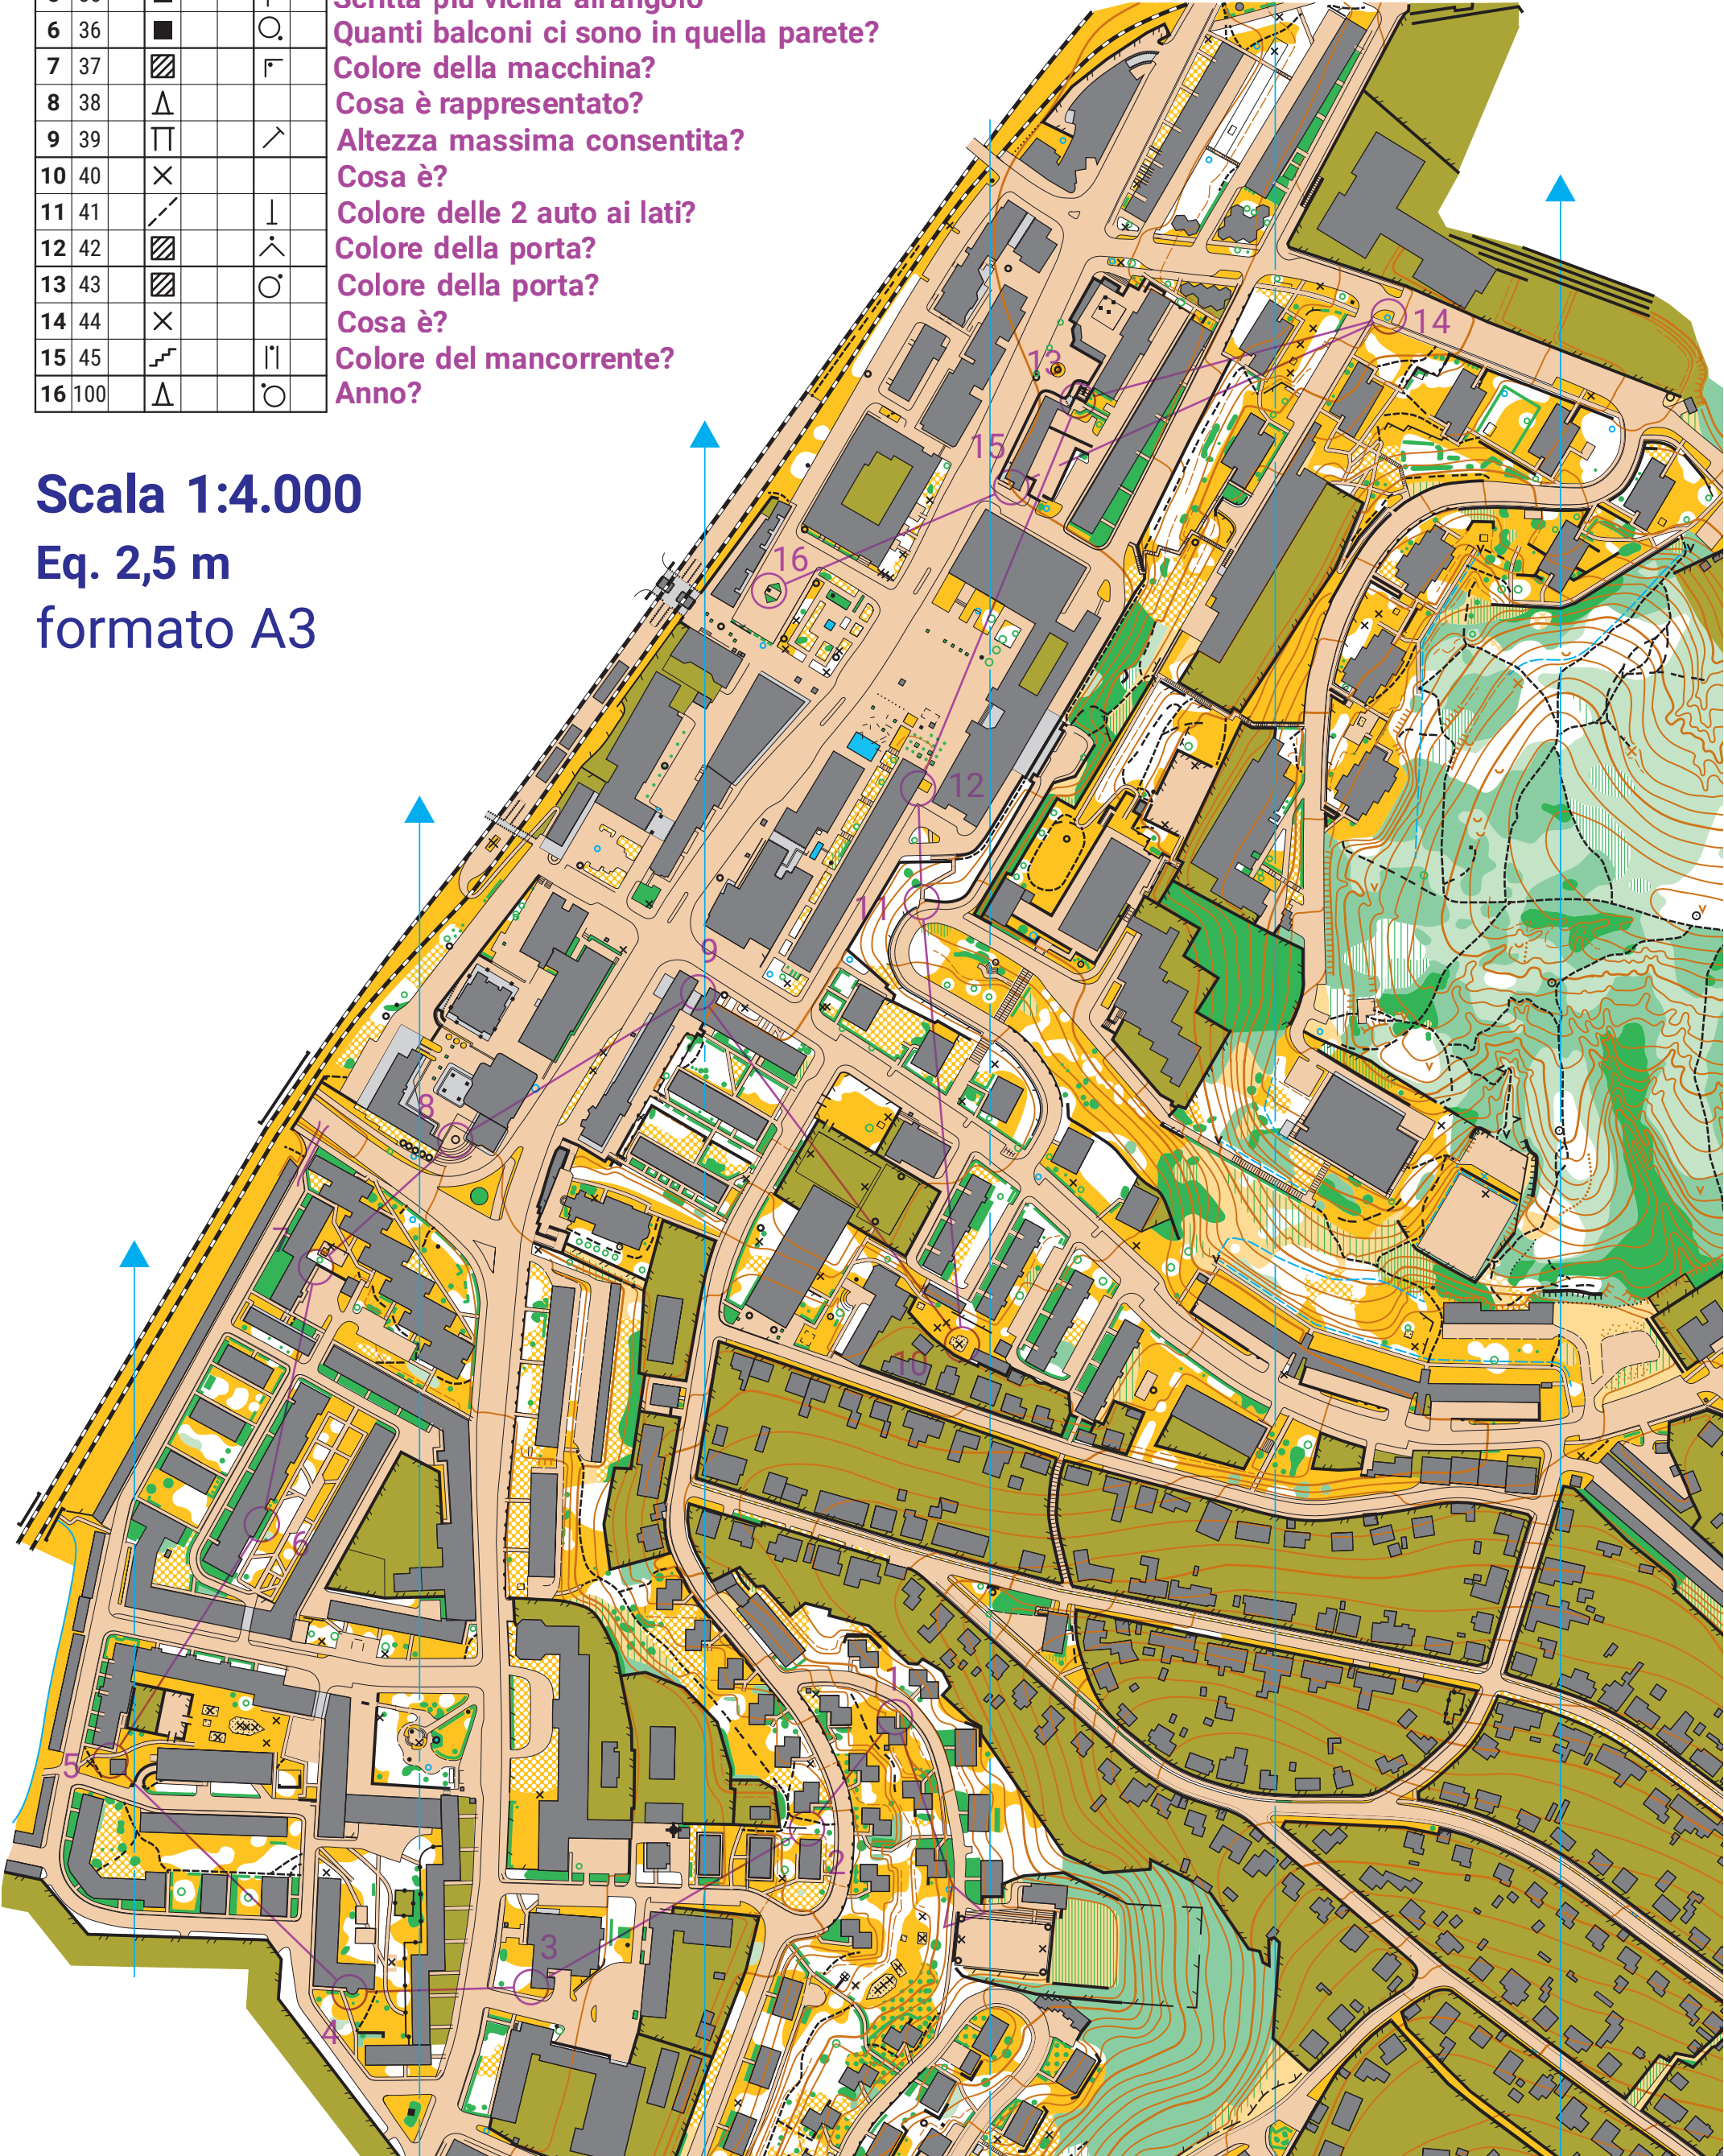 6 36 Quanti balconi ci sono in quella parete?
7 37 Colore della macchina?
8 38 Cosa è rappresentato?
9 39 Altezza massima consentita?
10 40 Cosa è?
11 41 Colore delle 2 auto ai lati?
12 42 Colore della porta?
13 43 Colore della porta?
14 44 Cosa è?
15 45 Colore del mancorrente?
16 100 Anno?
Scala 1:4.000
Eq. 2,5 m
formato A3
14
13
15
16
12
11
9
8
7
10
6
1
5
2
3
4